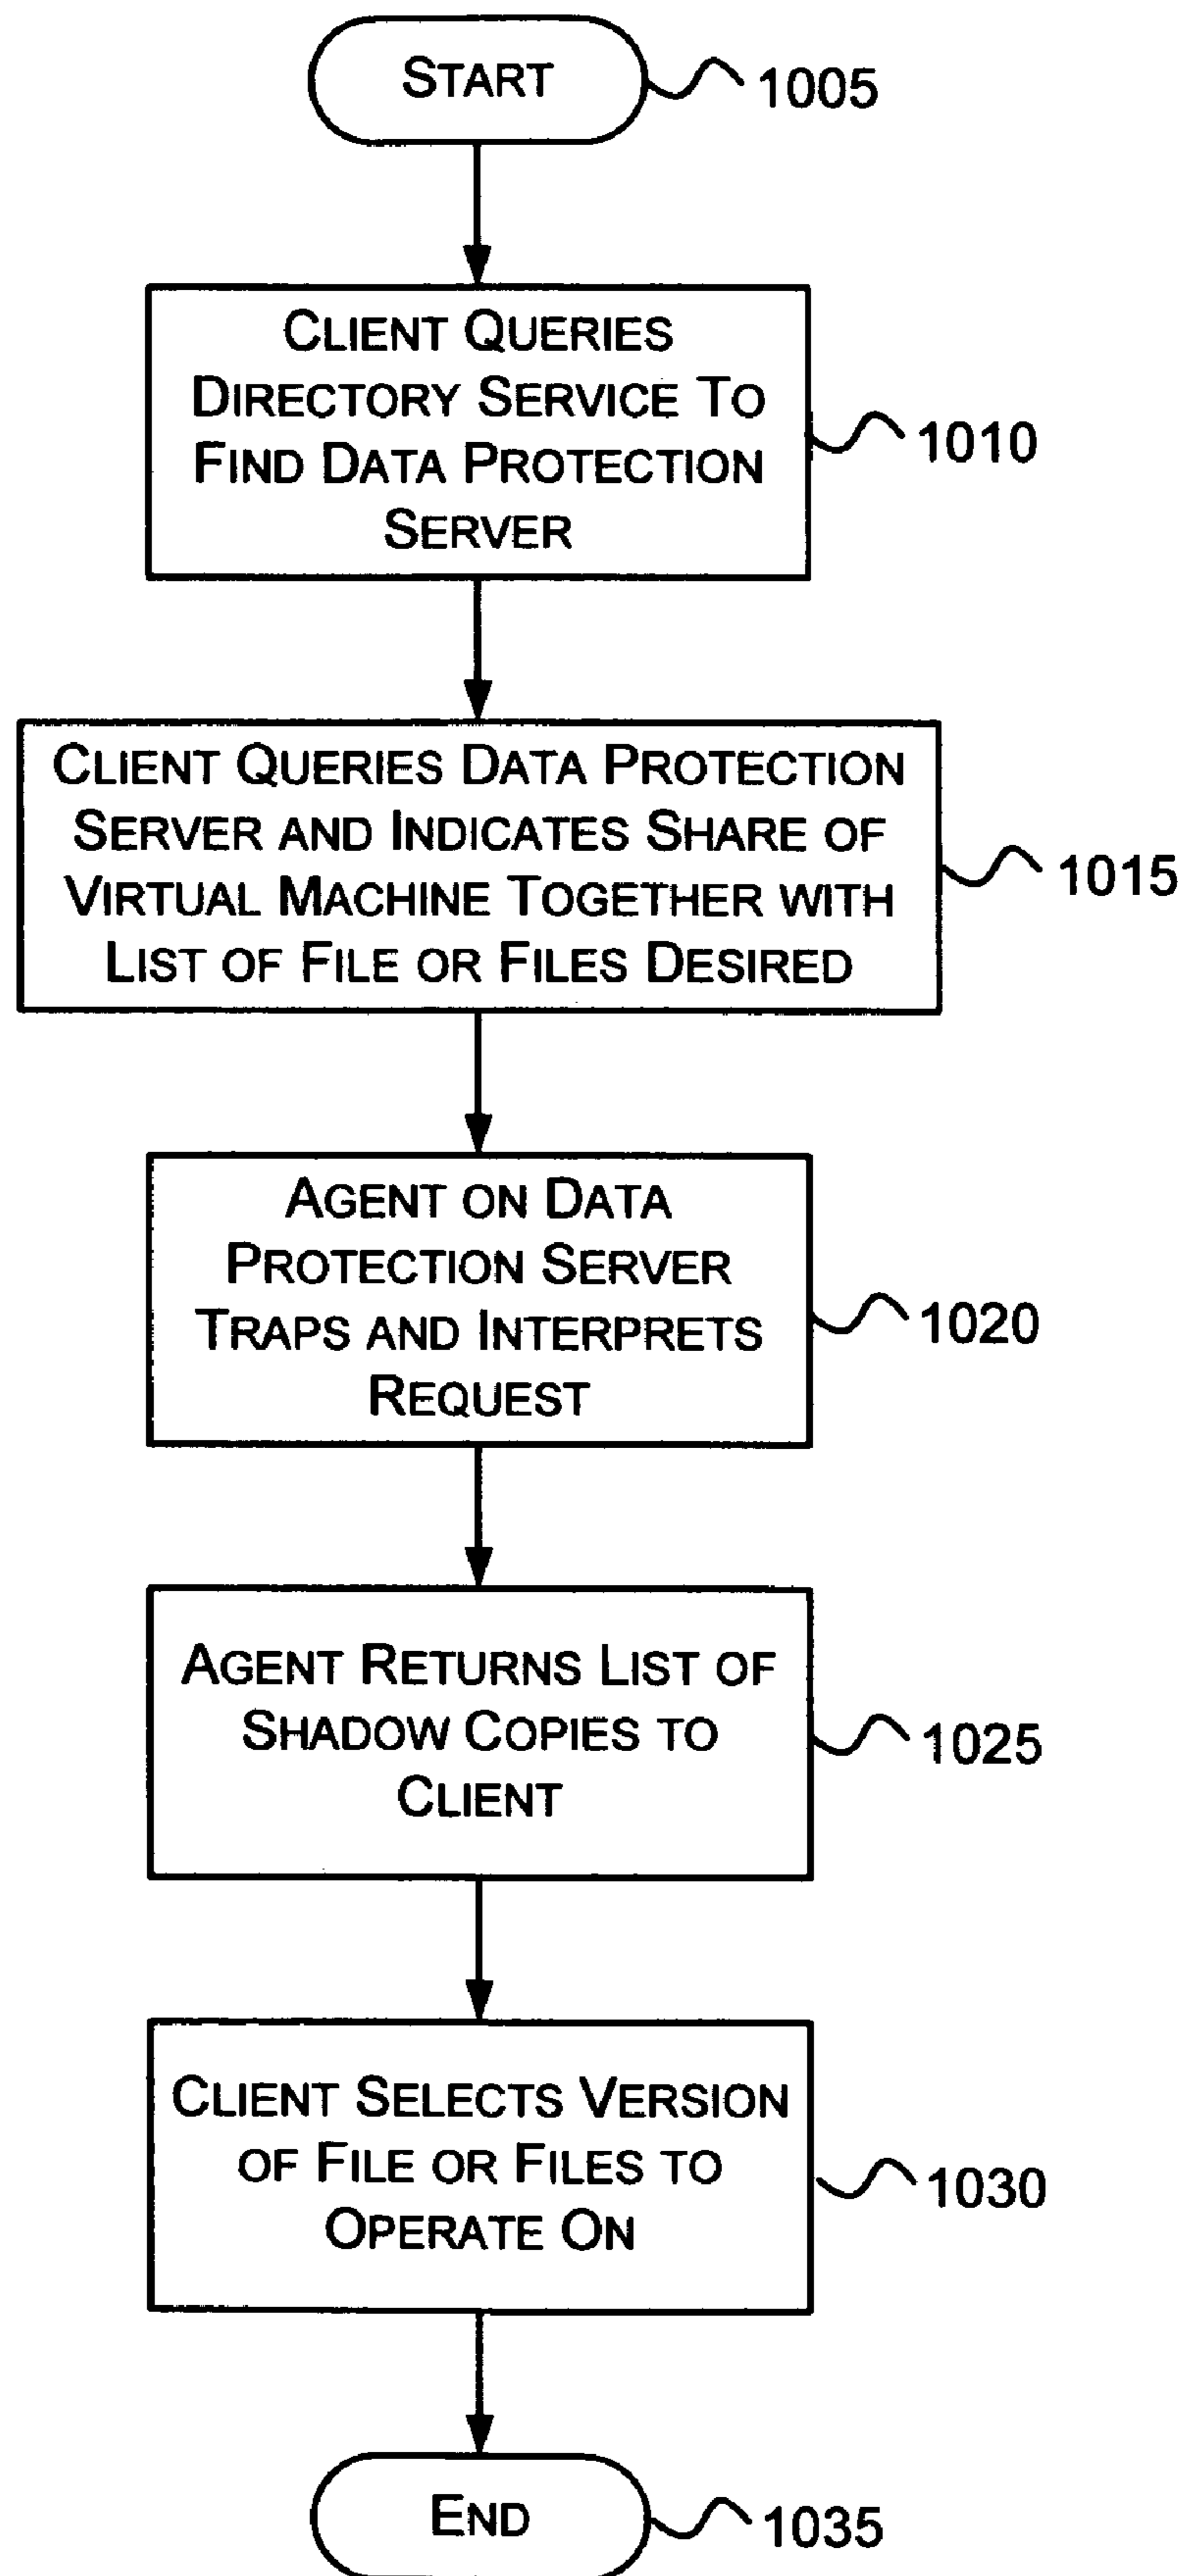 START
1005
CLIENT QUERIES
DIRECTORY SERVICE TO
FIND DATA PROTECTION
SERVER
1010
CLIENT QUERIES DATA PROTECTION
SERVER AND INDICATES SHARE OF
VIRTUAL MACHINE TOGETHER WITH
LIST OF FILE OR FILES DESIRED
1015
AGENT ON DATA
PROTECTION SERVER
TRAPS AND INTERPRETS
REQUEST
1020
AGENT RETURNS LIST OF
SHADOW COPIES TO
CLIENT
1025
CLIENT SELECTS VERSION
OF FILE OR FILES TO
OPERATE ON
1030
END
1035